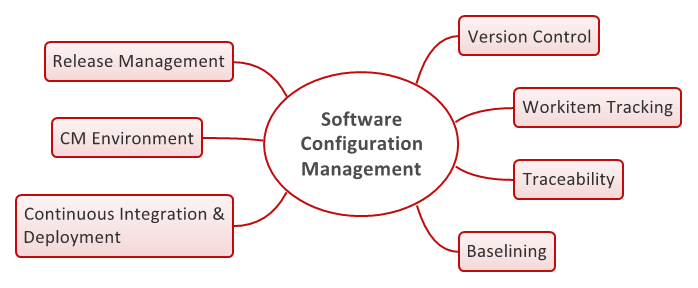 Software
Configuration
Management
Release Management
CM Environment
Continuous Integration &
Deployment
Version Control
Workitem Tracking
Traceability
Baselining